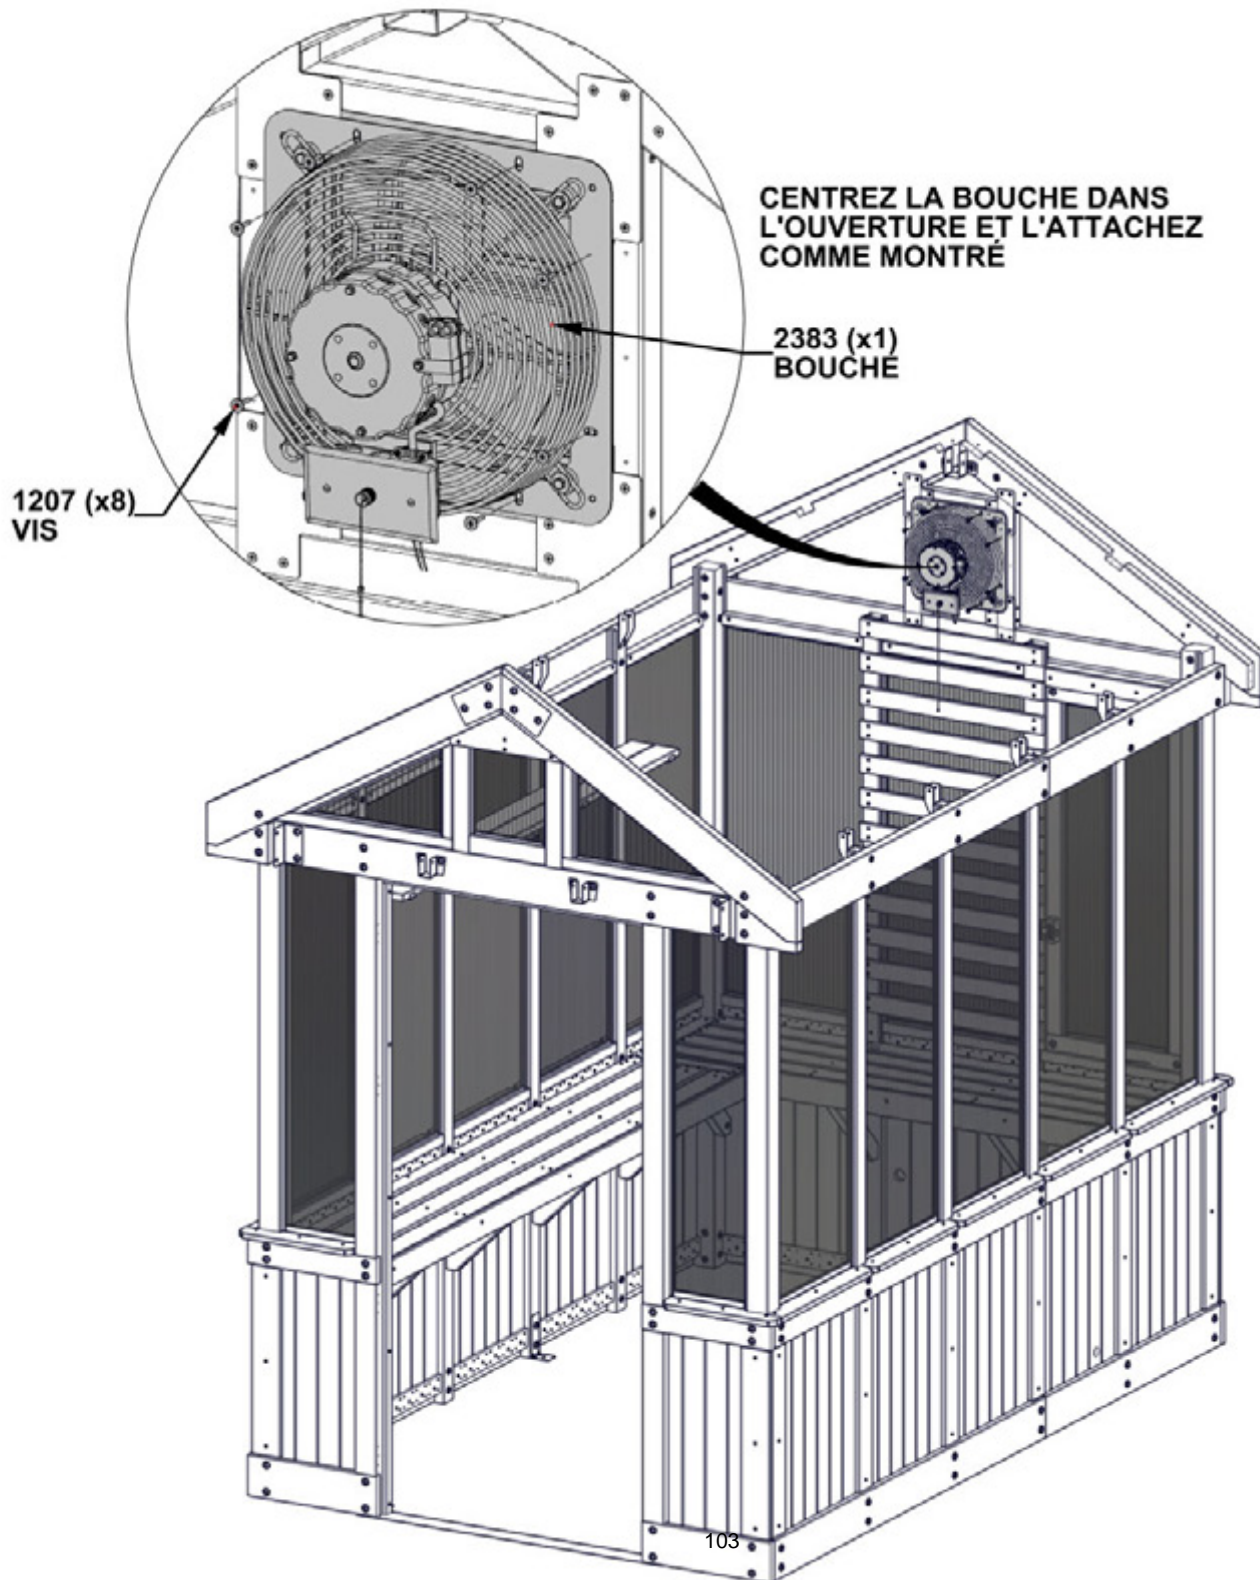 CENTREZ LA BOUCHE DANS
L'OUVERTURE ET L'ATTACHEZ
COMME MONTRÉ
2383 (x1)
BOUCHE
1207 (x8)
VIS
103